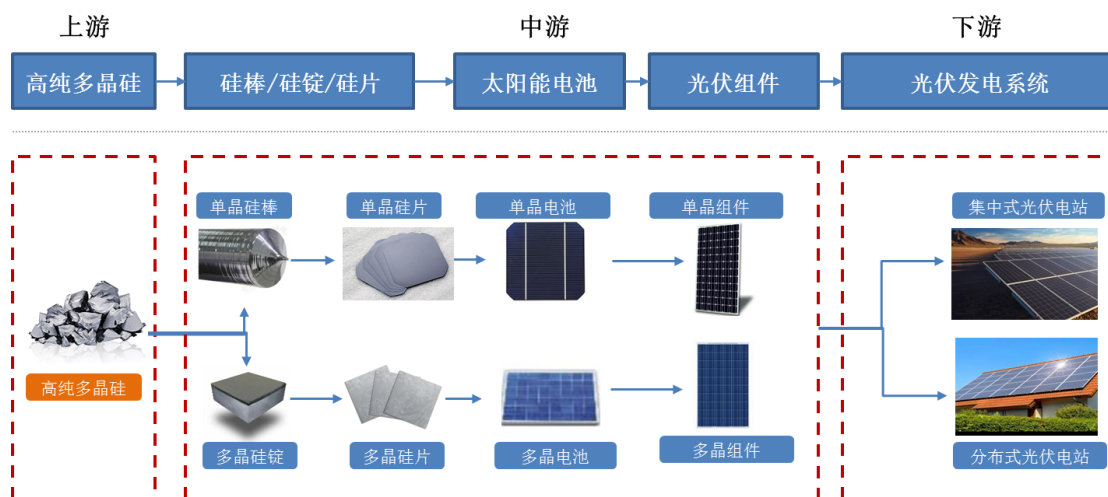 上游
中游
下游
高纯多晶硅
硅棒/硅锭/硅片
太阳能电池
光伏组件
光伏发电系统
单晶硅棒
单晶硅片
单晶电池
单晶组件
集中式光伏电站
高纯多晶硅
多晶硅锭
多晶硅片
多晶电池
多晶组件
分布式光伏电站